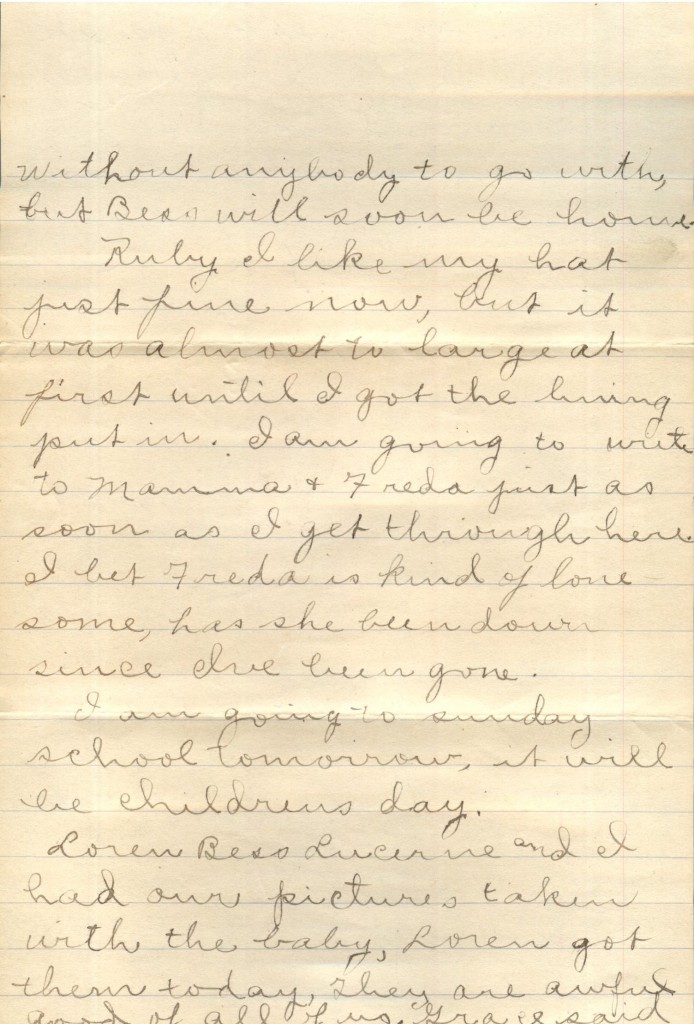 without anybody to go with,
but Bess will soon be home.
Ruby I like my hat
just fine now, but it
was almost to large at
first until I got the lining
put in. I am going to write
to Mamma & Freda just as
soon as I get through here.
I bet Freda is kind of lone
some, has she been down
since I've been gone.
I am going to sunday
school tomorrow, it will
be childrens day.
Loren Bess Lucerne and I
had our pictures taken
with the baby, Loren got
them today, They are awful
good of all of us, Grace said